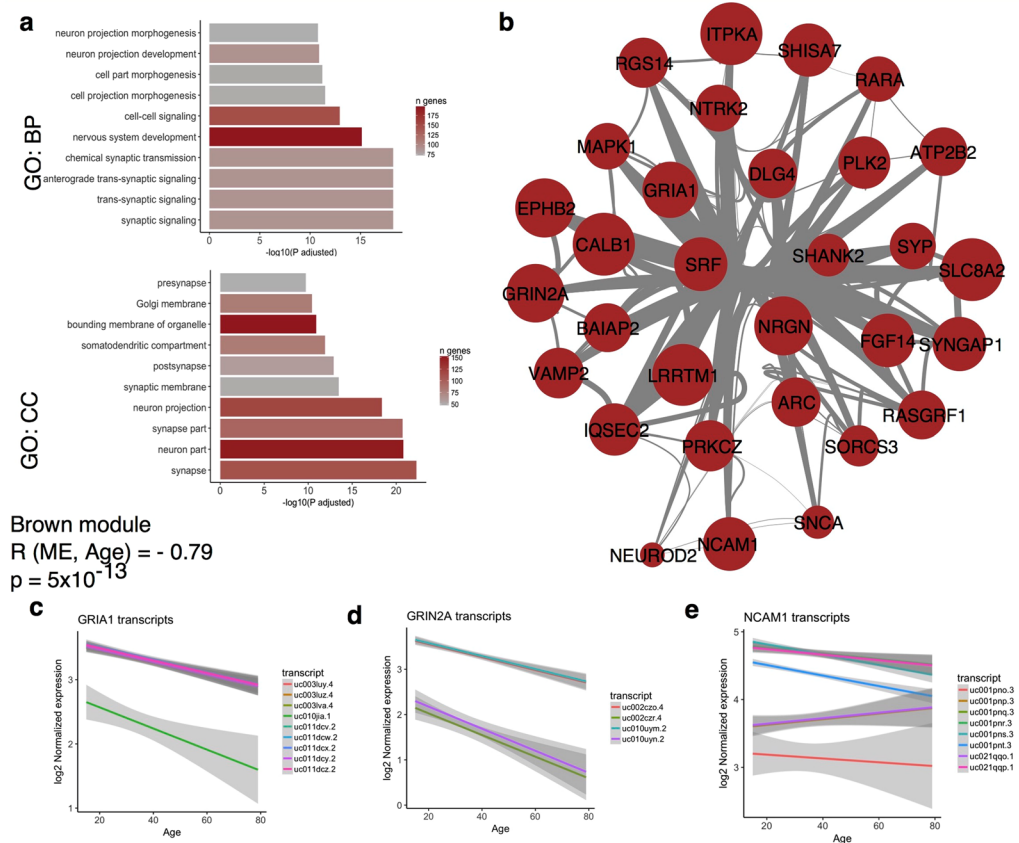 a
GO: BP
neuron projection morphogenesis
neuron projection development
cell part morphogenesis
cell projection morphogenesis
cell-cell signaling
nervous system development
chemical synaptic transmission
anterograde trans-synaptic signaling
trans-synaptic signaling
synaptic signaling
0 5 10 15
-log10(P adjusted)
n genes
175
150
125
100
75
GO: CC
presynapse
Golgi membrane
bounding membrane of organelle
somatodendritic compartment
postsynapse
synaptic membrane
neuron projection
synapse part
neuron part
synapse
0 5 10 15 20
-log10(P adjusted)
n genes
150
125
100
75
50
Brown module
R (ME, Age) = - 0.79
p = 5x10-13
b
ITPKA
SHISA7
RGS14
RARA
NTRK2
MAPK1
ATP2B2
PLK2
DLG4
GRIA1
EPHB2
CALB1
SYP
SHANK2
SRF
SLC8A2
GRIN2A
BAIAP2
NRGN
FGF14
SYNGAP1
VAMP2
LRRTM1
ARC
RASGRF1
IQSEC2
PRKCZ
SORCS3
SNCA
NCAM1
NEUROD2
c
GRIA1 transcripts
log2 Normalized expression
3
2
1
20 40 60 80
Age
transcript
uc003luy.4
uc003luz.4
uc003lva.4
uc010jia.1
uc011dcv.2
uc011dcw.2
uc011dcx.2
uc011dcy.2
uc011dcz.2
d
GRIN2A transcripts
log2 Normalized expression
3
2
1
0
20 40 60 80
Age
transcript
uc002czo.4
uc002czr.4
uc010uym.2
uc010uyn.2
e
NCAM1 transcripts
log2 Normalized expression
5
4
3
20 40 60 80
Age
transcript
uc001pno.3
uc001pnp.3
uc001pnq.3
uc001pnr.3
uc001pns.3
uc001pnt.3
uc021qqo.1
uc021qqp.1